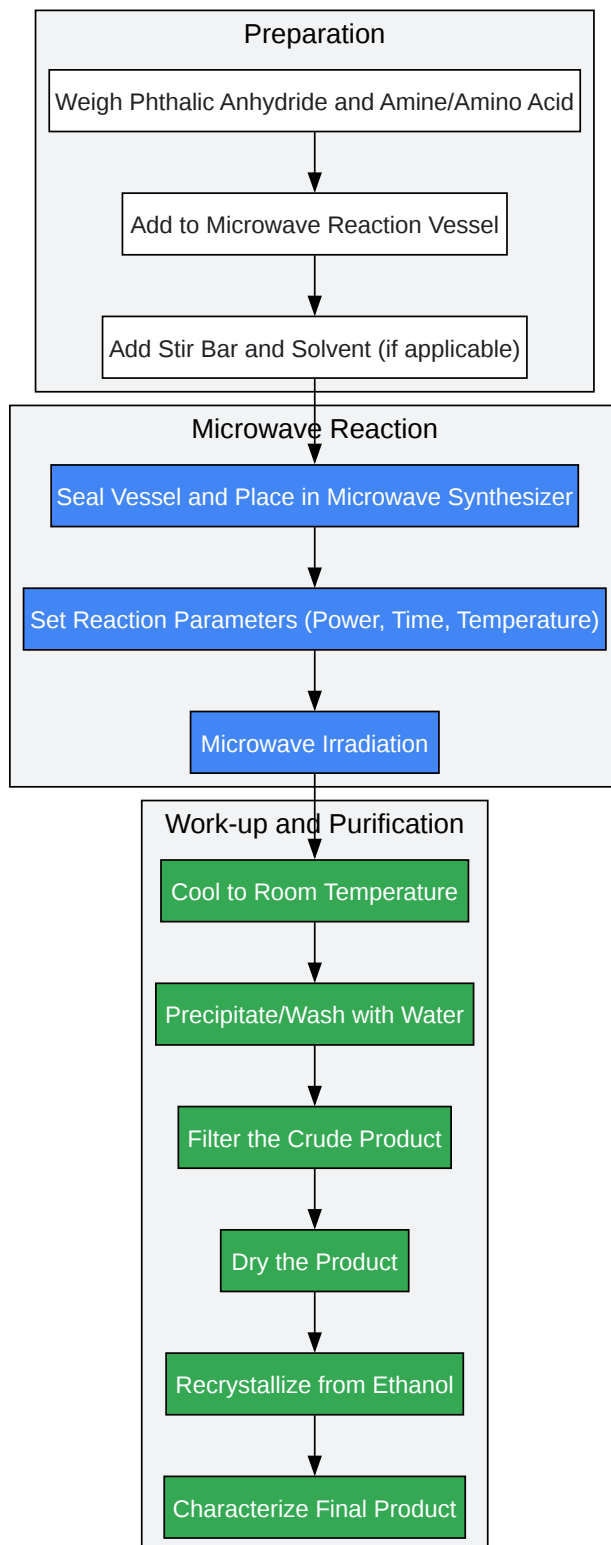 Preparation
Weigh Phthalic Anhydride and Amine/Amino Acid
Add to Microwave Reaction Vessel
Add Stir Bar and Solvent (if applicable)
Microwave Reaction
Seal Vessel and Place in Microwave Synthesizer
Set Reaction Parameters (Power, Time, Temperature)
Microwave Irradiation
Work-up and Purification
Cool to Room Temperature
Precipitate/Wash with Water
Filter the Crude Product
Dry the Product
Recrystallize from Ethanol
Characterize Final Product